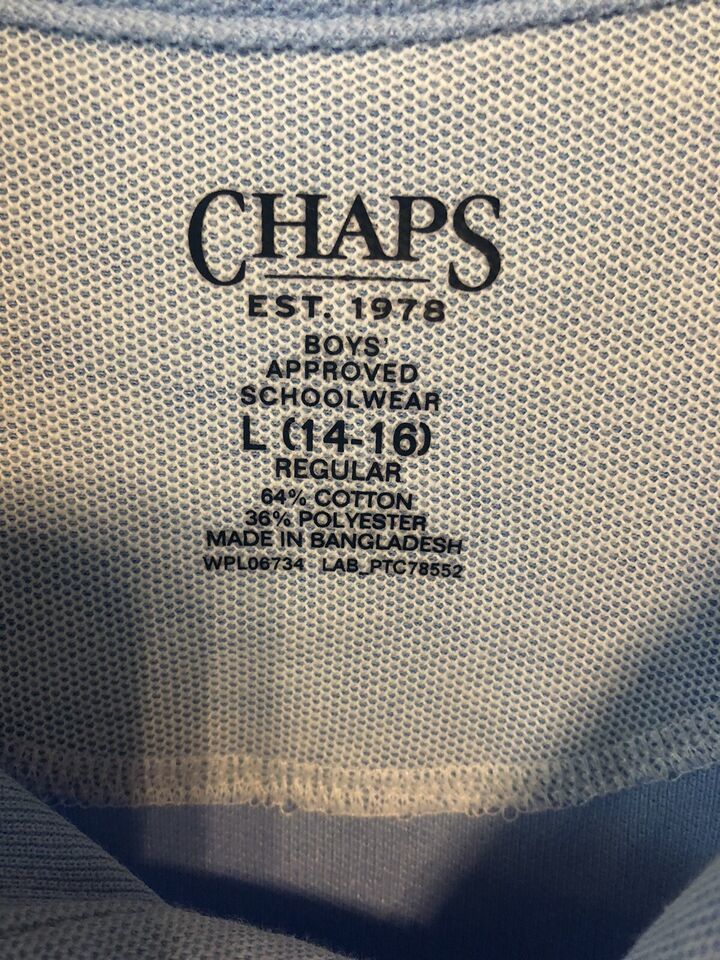 CHAPS
EST. 1978
BOYS'
APPROVED
SCHOOLWEAR
L (14-16)
REGULAR
64% COTTON
36% POLYESTER
MADE IN BANGLADESH
WPL06734 LAB_PTC78552